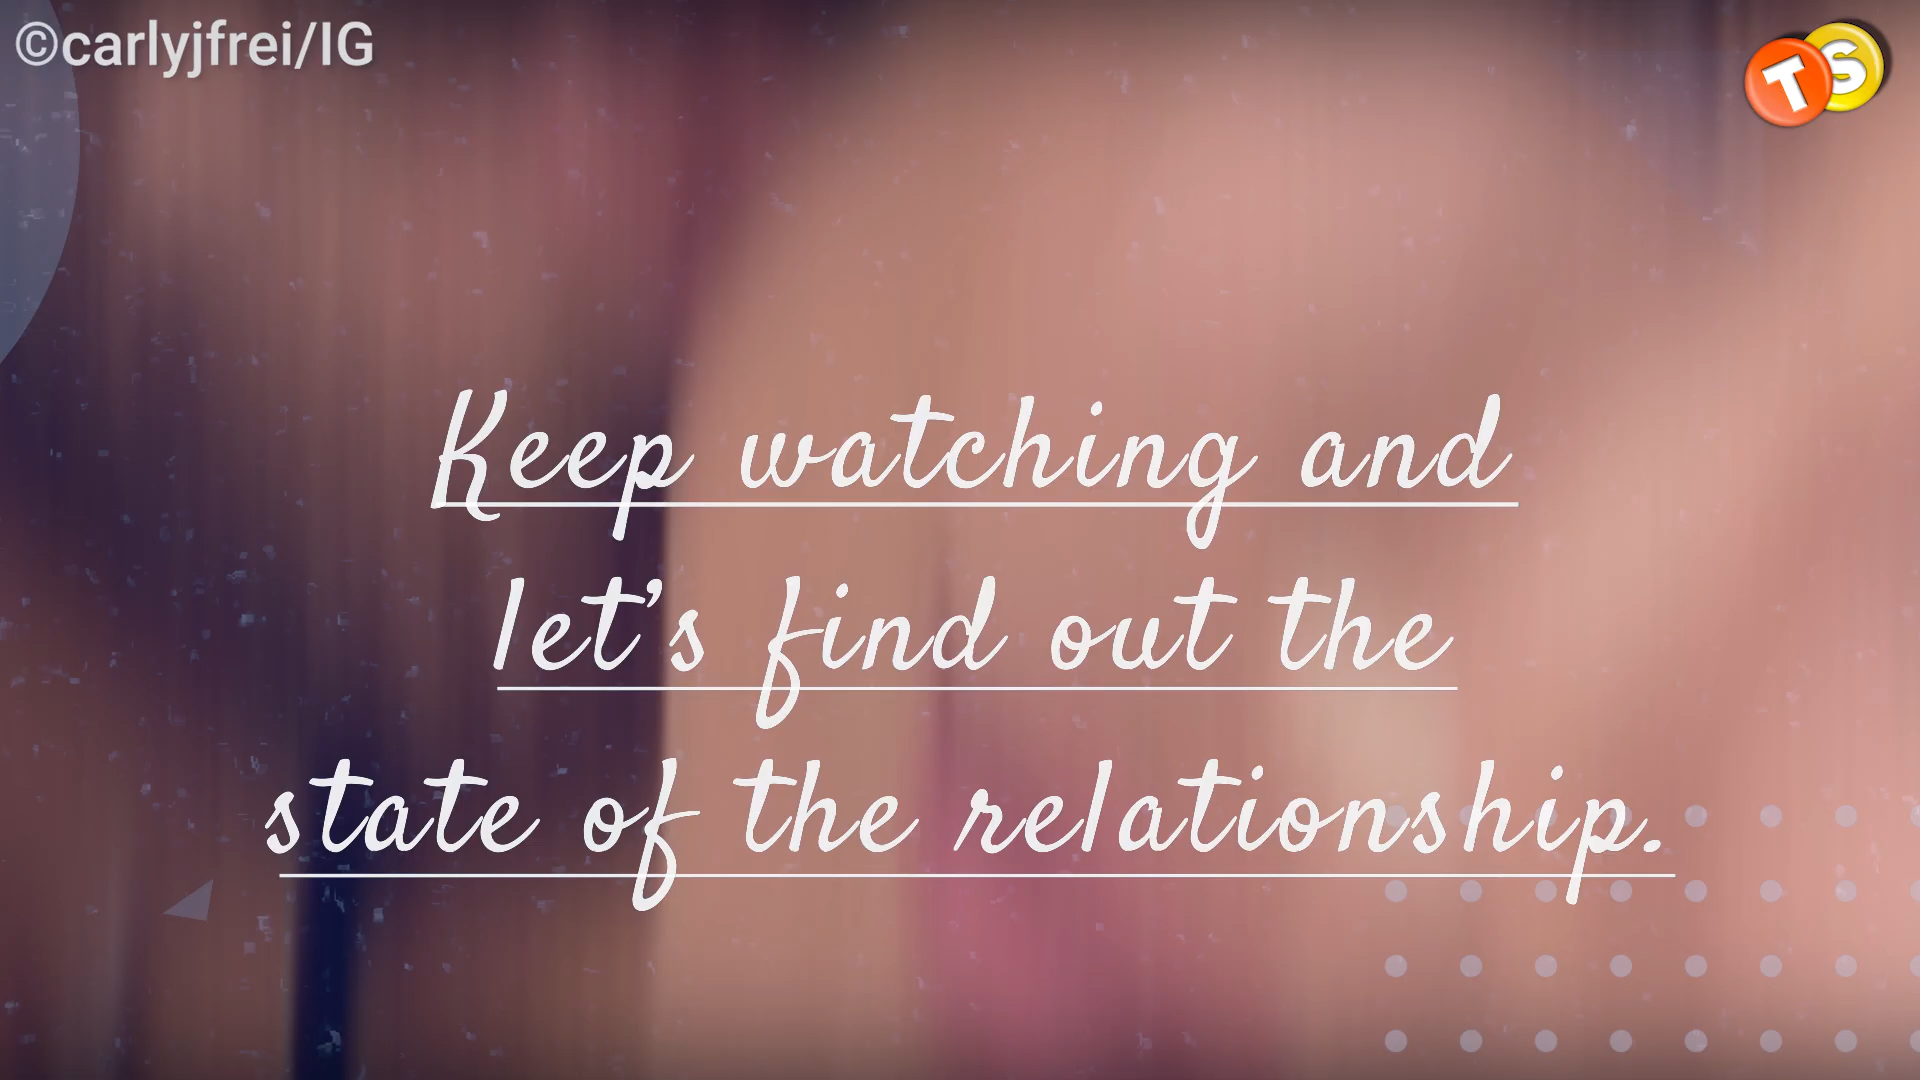 ©carlyjfrei/IG
TS
Keep watching and
let's find out the
state of the relationship.